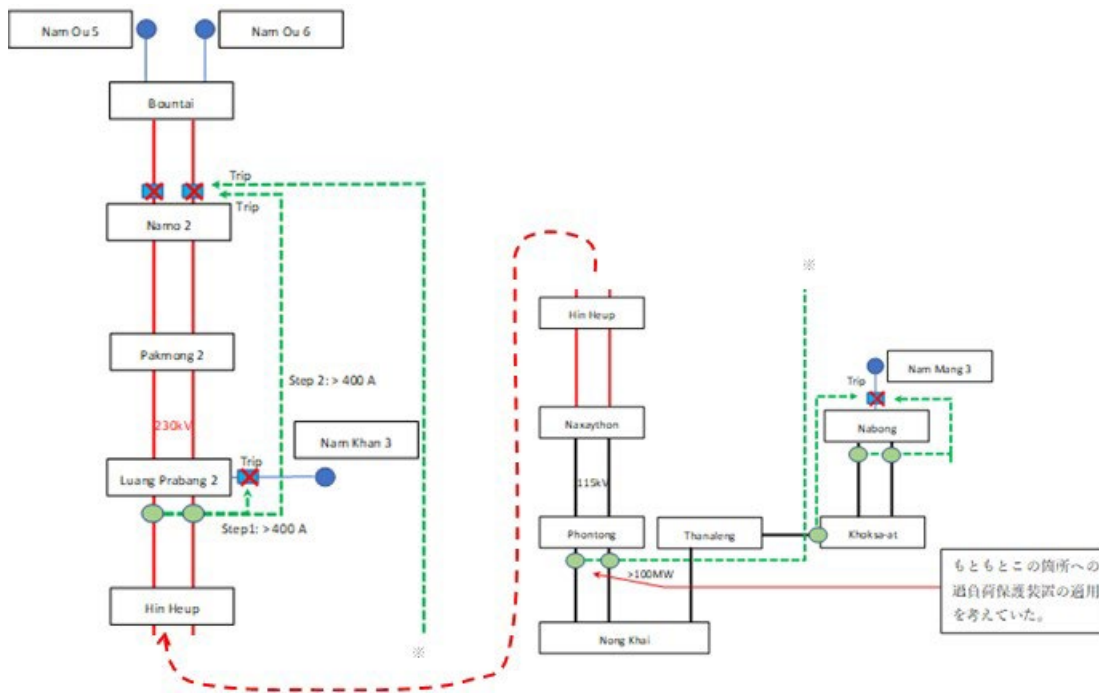 Nam Ou 5
Nam Ou 6
Bountai
Trip
Trip
Namo 2
Pakmong 2
Step 2: > 400 A
230kV
Nam Khan 3
Trip
Luang Prabang 2
Step1: > 400 A
Hin Heup
※
※
Hin Heup
Nam Mang 3
Trip
Nabong
Naxaython
115kV
Phontong
Thanaleng
Khoksa-at
>100MW
Nong Khai
もともとこの箇所への
過負荷保護装置の適用
を考えていた。